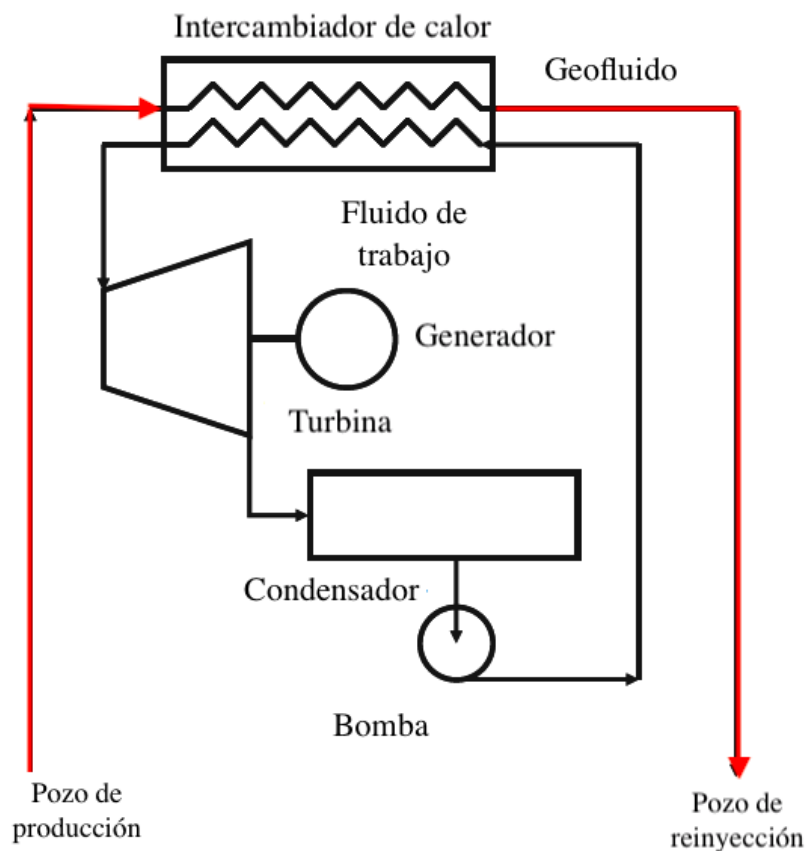 Intercambiador de calor
Geofluido
Fluido de
trabajo
Generador
Turbina
Condensador
Bomba
Pozo de
producción
Pozo de
reinyección